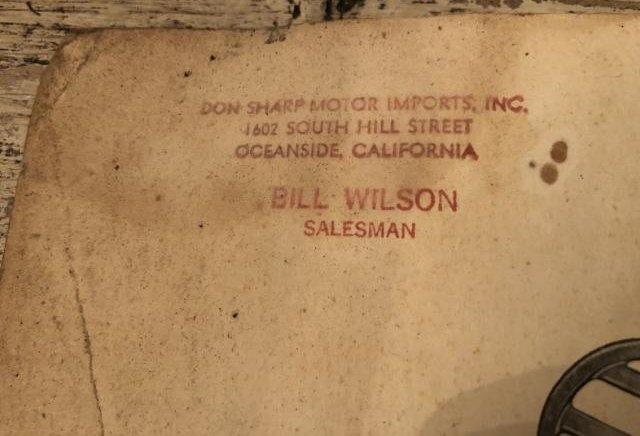 DON SHARP MOTOR IMPORTS, INC.
1602 SOUTH HILL STREET
OCEANSIDE, CALIFORNIA
BILL WILSON
SALESMAN